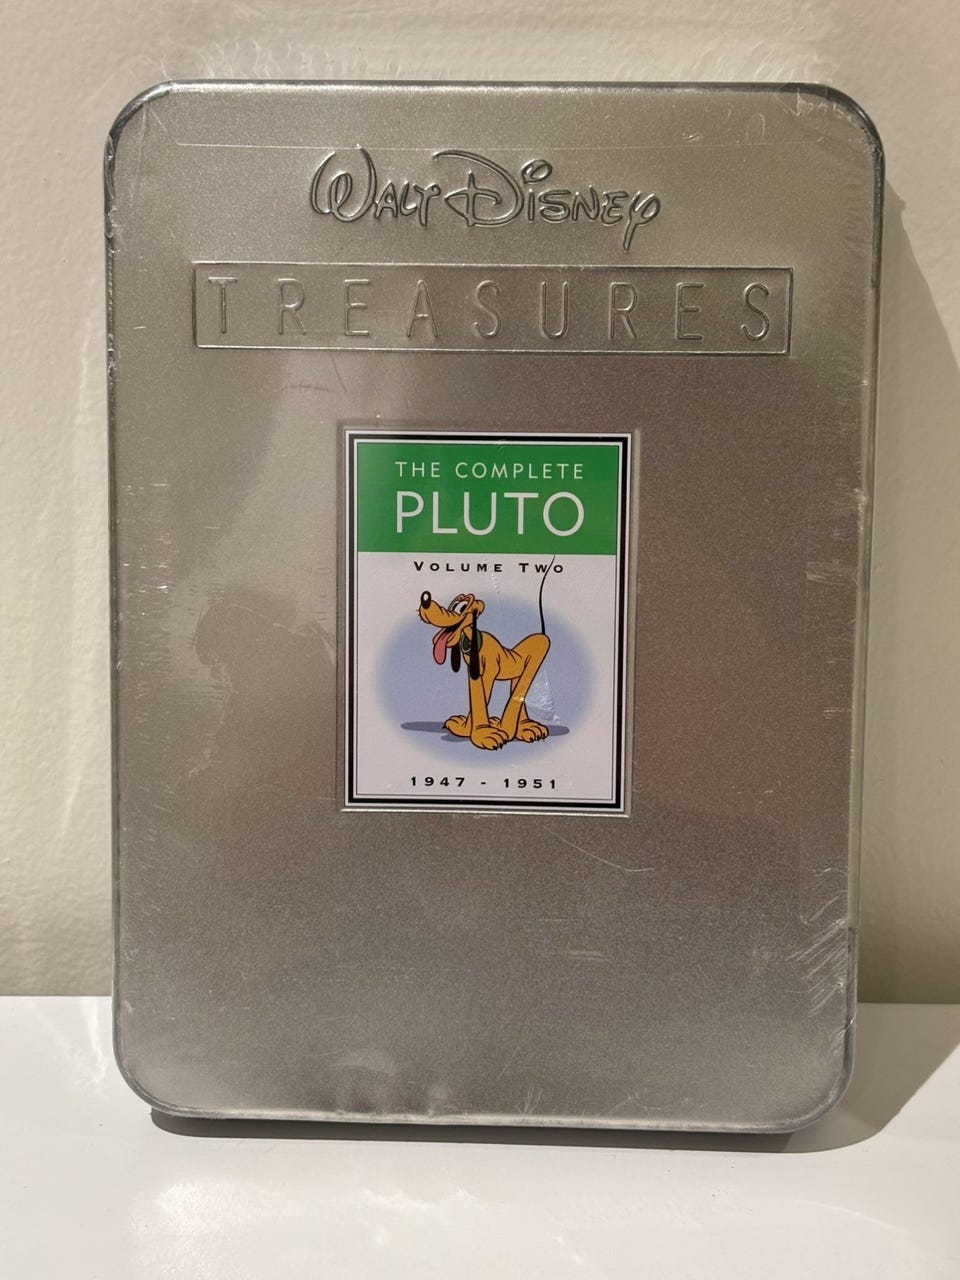 Walt Disney
TREASURES
THE COMPLETE
PLUTO
VOLUME TWO
1947 - 1951